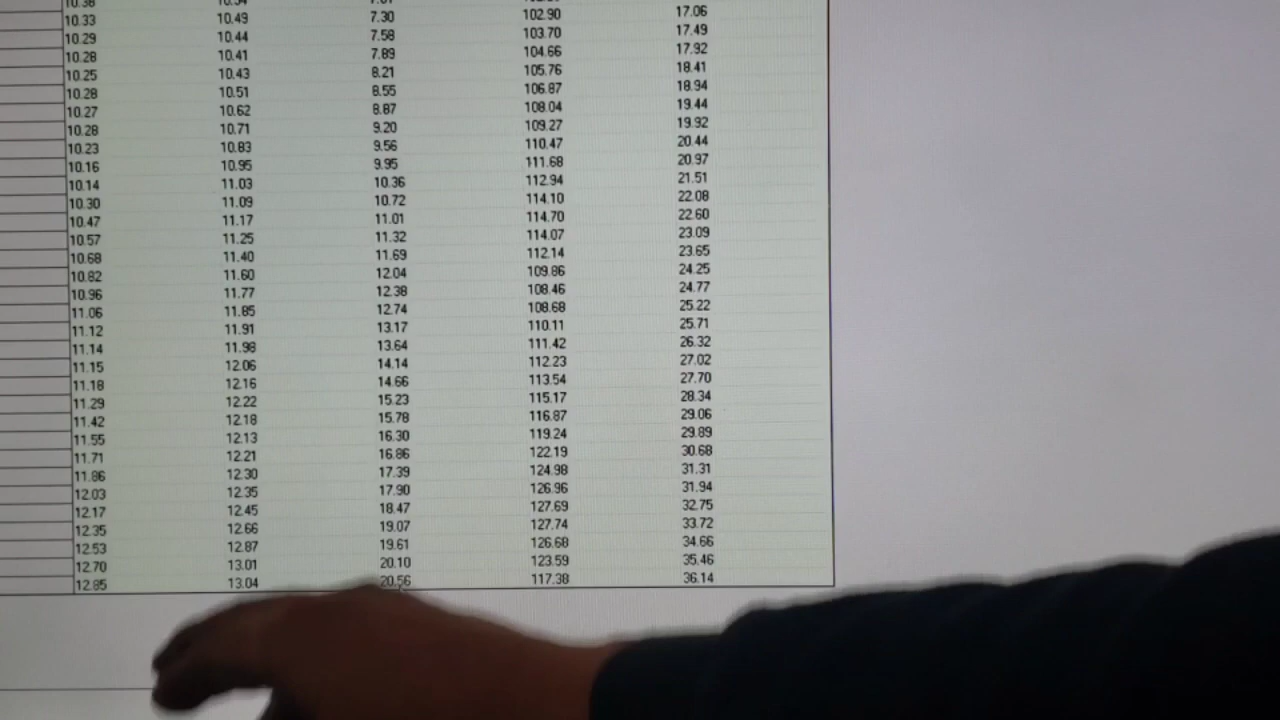 10.33 10.49 7.30 102.90 17.06
10.29 10.44 7.58 103.70 17.49
10.28 10.41 7.89 104.66 17.92
10.25 10.43 8.21 105.76 18.41
10.28 10.51 8.55 106.87 18.94
10.27 10.62 8.87 108.04 19.44
10.28 10.71 9.20 109.27 19.92
10.23 10.83 9.56 110.47 20.44
10.16 10.95 9.95 111.68 20.97
10.14 11.03 10.36 112.94 21.51
10.30 11.09 10.72 114.10 22.08
10.47 11.17 11.01 114.70 22.60
10.57 11.25 11.32 114.07 23.09
10.68 11.40 11.69 112.14 23.65
10.82 11.60 12.04 109.86 24.25
10.96 11.77 12.38 108.46 24.77
11.06 11.85 12.74 108.68 25.22
11.12 11.91 13.17 110.11 25.71
11.14 11.98 13.64 111.42 26.32
11.15 12.06 14.14 112.23 27.02
11.18 12.16 14.66 113.54 27.70
11.29 12.22 15.23 115.17 28.34
11.42 12.18 15.78 116.87 29.06
11.55 12.13 16.30 119.24 29.89
11.71 12.21 16.86 122.19 30.68
11.86 12.30 17.39 124.98 31.31
12.03 12.35 17.90 126.96 31.94
12.17 12.45 18.47 127.69 32.75
12.35 12.66 19.07 127.74 33.72
12.53 12.87 19.61 126.68 34.66
12.70 13.01 20.10 123.59 35.46
12.85 13.04 20.56 117.38 36.14